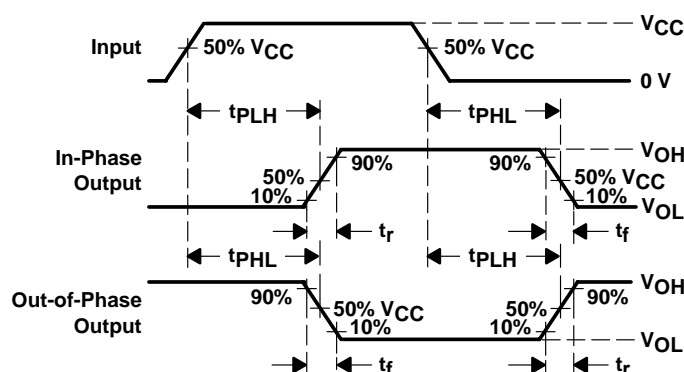 VCC
Input
50% VCC
50% VCC
0 V
tPLH
tPHL
In-Phase
Output
50%
10%
90%
90%
VOH
50% VCC
10%
VOL
tr
tf
tPHL
tPLH
Out-of-Phase
Output
90%
50% VCC
10%
10%
50%
90%
VOH
VOL
tf
tr